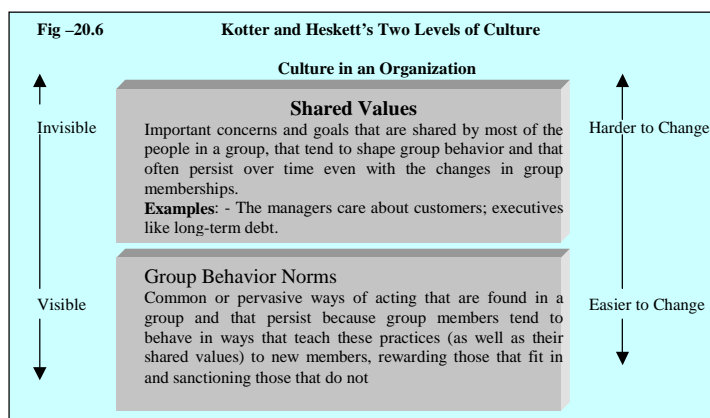 Fig –20.6 Kotter and Heskett's Two Levels of Culture
Culture in an Organization
Shared Values
Invisible
Harder to Change
Important concerns and goals that are shared by most of the
people in a group, that tend to shape group behavior and that
often persist over time even with the changes in group
memberships.
Examples: - The managers care about customers; executives
like long-term debt.
Group Behavior Norms
Visible
Easier to Change
Common or pervasive ways of acting that are found in a
group and that persist because group members tend to
behave in ways that teach these practices (as well as their
shared values) to new members, rewarding those that fit in
and sanctioning those that do not